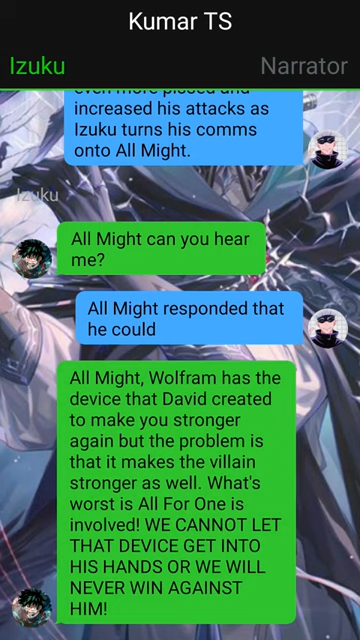 Kumar TS
Izuku
Narrator
even more pissed and
increased his attacks as
Izuku turns his comms
onto All Might.
Izuku
All Might can you hear
me?
All Might responded that
he could
All Might, Wolfram has the
device that David created
to make you stronger
again but the problem is
that it makes the villain
stronger as well. What's
worst is All For One is
involved! WE CANNOT LET
THAT DEVICE GET INTO
HIS HANDS OR WE WILL
NEVER WIN AGAINST
HIM!